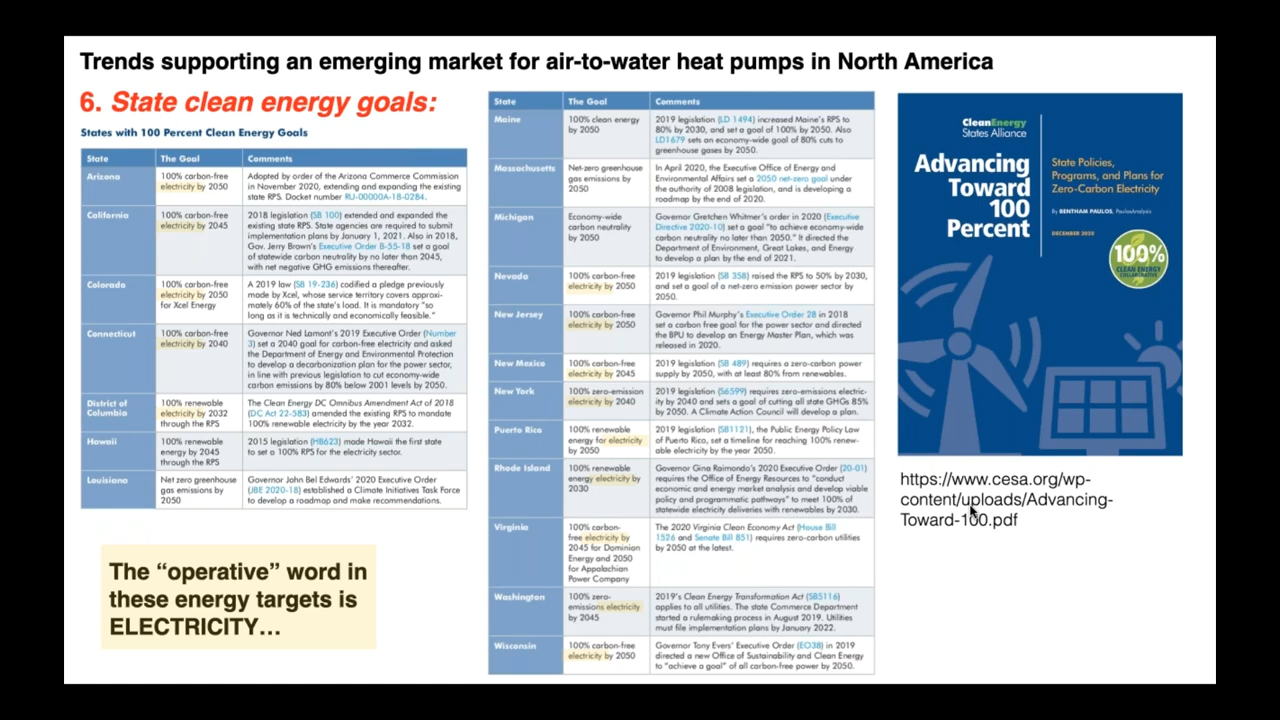 Trends supporting an emerging market for air-to-water heat pumps in North America
6. State clean energy goals:
States with 100 Percent Clean Energy Goals
State The Goal Comments
Arizona
100% carbon-free
electricity by 2050
Adopted by order of the Arizona Commerce Commission
in November 2020, extending and expanding the existing
state RPS. Docket number RU-00000A-18-0284.
California
100% carbon-free
electricity by 2045
2018 legislation (SB 100) extended and expanded the
existing state RPS. State agencies are required to submit
implementation plans by January 1, 2021. Also in 2018,
Gov. Jerry Brown's Executive Order B-55-18 set a goal
of statewide carbon neutrality by no later than 2045,
with net negative GHG emissions thereafter.
Colorado
100% carbon-free
electricity by 2050
for Xcel Energy
A 2019 law (SB 19-236) codified a pledge previously
made by Xcel, whose service territory covers approxi-
mately 60% of the state's load. It is mandatory "so
long as it is technically and economically feasible."
Connecticut
100% carbon-free
electricity by 2040
Governor Ned Lamont's 2019 Executive Order (Number
3) set a 2040 goal for carbon-free electricity and asked
the Department of Energy and Environmental Protection
to develop a decarbonization plan for the power sector,
in line with previous legislation to cut economy-wide
carbon emissions by 80% below 2001 levels by 2050.
District of
Columbia
100% renewable
electricity by 2032
through the RPS
The Clean Energy DC Omnibus Amendment Act of 2018
(DC Act 22-583) amended the existing RPS to mandate
100% renewable electricity by the year 2032.
Hawaii
100% renewable
energy by 2045
through the RPS
2015 legislation (HB623) made Hawaii the first state
to set a 100% RPS for the electricity sector.
Louisiana
Net zero greenhouse
gas emissions by
2050
Governor John Bel Edwards' 2020 Executive Order
(JBE 2020-18) established a Climate Initiatives Task Force
to develop a roadmap and make recommendations.
The "operative" word in
these energy targets is
ELECTRICITY...
State The Goal Comments
Maine
100% clean energy
by 2050
2019 legislation (LD 1494) increased Maine's RPS to
80% by 2030, and set a goal of 100% by 2050. Also
LD1679 sets an economy-wide goal of 80% cuts to
greenhouse gases by 2050.
Massachusetts
Net-zero greenhouse
gas emissions by
2050
In April 2020, the Executive Office of Energy and
Environmental Affairs set a 2050 net-zero goal under
the authority of 2008 legislation, and is developing a
roadmap by the end of 2020.
Michigan
Economy-wide
carbon neutrality
by 2050
Governor Gretchen Whitmer's order in 2020 (Executive
Directive 2020-10) set a goal "to achieve economy-wide
carbon neutrality no later than 2050." It directed the
Department of Environment, Great Lakes, and Energy
to develop a plan by the end of 2021.
Nevada
100% carbon-free
electricity by 2050
2019 legislation (SB 358) raised the RPS to 50% by 2030,
and set a goal of a net-zero emission power sector by
2050.
New Jersey
100% carbon-free
electricity by 2050
Governor Phil Murphy's Executive Order 28 in 2018
set a carbon free goal for the power sector and directed
the BPU to develop an Energy Master Plan, which was
released in 2020.
New Mexico
100% carbon-free
electricity by 2045
2019 legislation (SB 489) requires a zero-carbon power
supply by 2050, with at least 80% from renewables.
New York
100% zero-emission
electricity by 2040
2019 legislation (S6599) requires zero-emissions electric-
ity by 2040 and sets a goal of cutting all state GHGs 85%
by 2050. A Climate Action Council will develop a plan.
Puerto Rico
100% renewable
energy for electricity
by 2050
2019 legislation (SB1121), the Public Energy Policy Law
of Puerto Rico, set a timeline for reaching 100% renew-
able electricity by the year 2050.
Rhode Island
100% renewable
energy electricity by
2030
Governor Gina Raimondo's 2020 Executive Order (20-01)
requires the Office of Energy Resources to "conduct
economic and energy market analysis and develop viable
policy and programmatic pathways" to meet 100% of
statewide electricity deliveries with renewables by 2030.
Virginia
100% carbon-
free electricity by
2045 for Dominion
Energy and 2050
for Appalachian
Power Company
The 2020 Virginia Clean Economy Act (House Bill
1526 and Senate Bill 851) requires zero-carbon utilities
by 2050 at the latest.
Washington
100% zero-
emissions electricity
by 2045
2019's Clean Energy Transformation Act (SB5116)
applies to all utilities. The state Commerce Department
started a rulemaking process in August 2019. Utilities
must file implementation plans by January 2022.
Wisconsin
100% carbon-free
electricity by 2050
Governor Tony Evers' Executive Order (EO38) in 2019
directed a new Office of Sustainability and Clean Energy
to "achieve a goal" of all carbon-free power by 2050.
CleanEnergy
States Alliance
Advancing
Toward
100
Percent
State Policies,
Programs, and Plans for
Zero-Carbon Electricity
By BENTHAM PAULOS, PaulosAnalysis
DECEMBER 2020
100%
CLEAN ENERGY
COLLABORATIVE
https://www.cesa.org/wp-
content/uploads/Advancing-
Toward-100.pdf